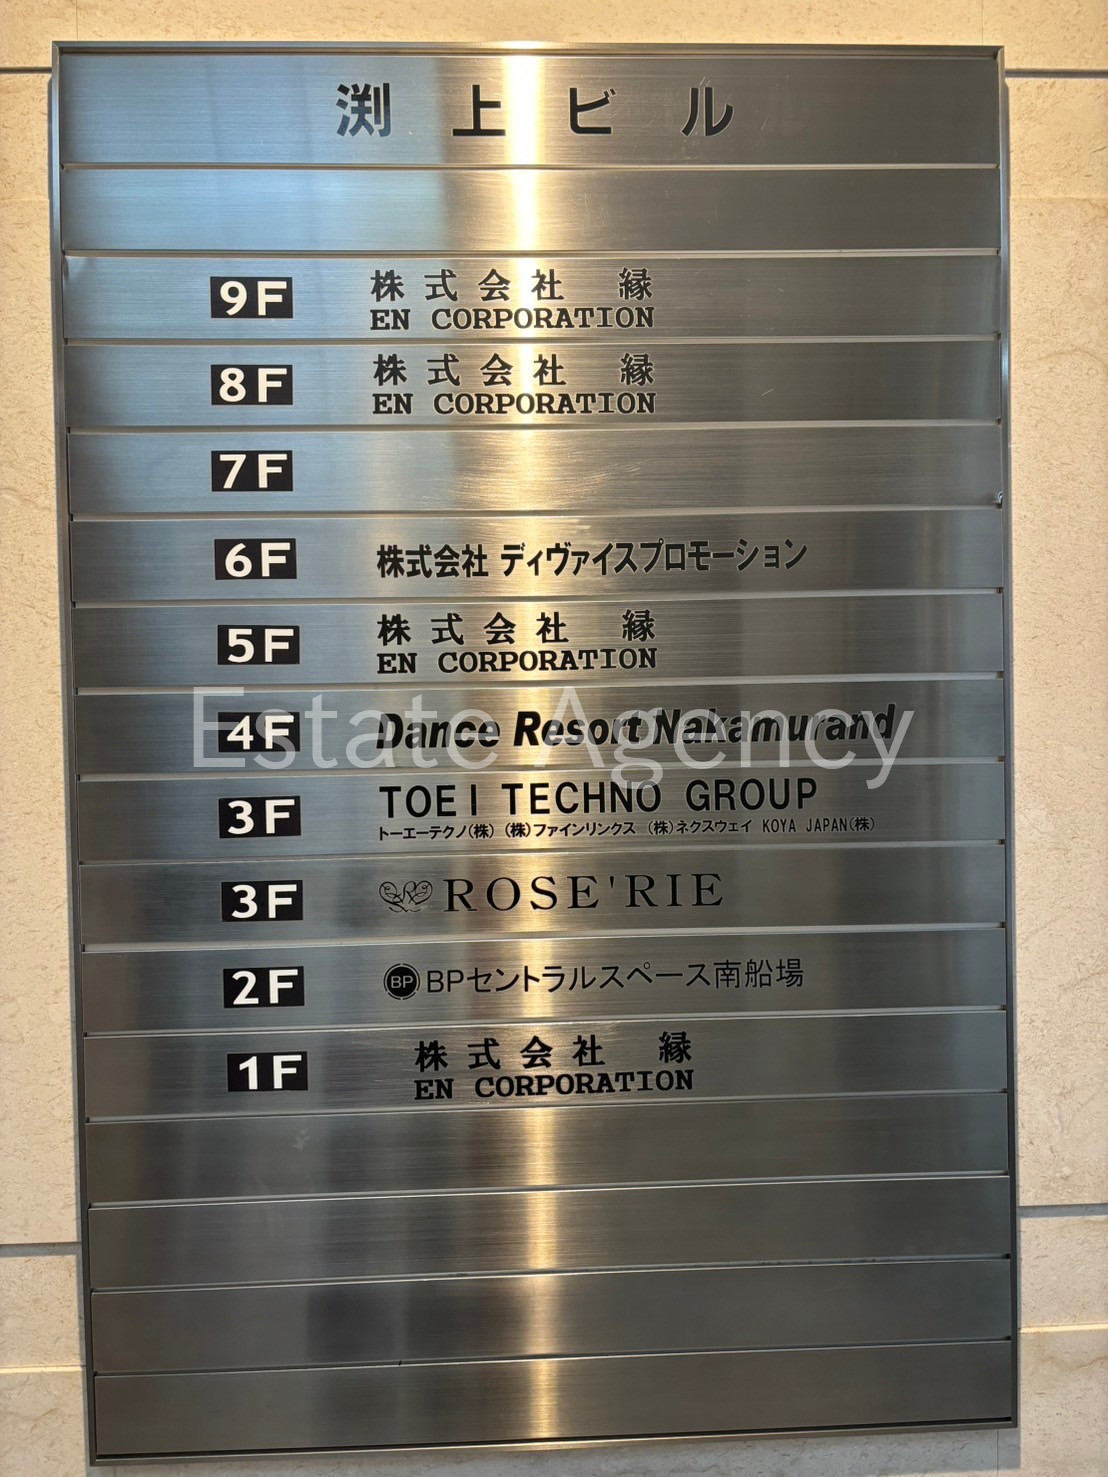 渕上ビル
9F 株式会社 縁
EN CORPORATION
8F 株式会社 縁
EN CORPORATION
7F
6F 株式会社 ディヴァイスプロモーション
5F 株式会社 縁
EN CORPORATION
4F Dance Resort Nakamurand
Estate Agency
3F TOEI TECHNO GROUP
トーエーテクノ(株) (株)ファインリンクス (株)ネクスウェイ KOYA JAPAN(株)
3F ROSE'RIE
2F BP BPセントラルスペース南船場
1F 株式会社 縁
EN CORPORATION